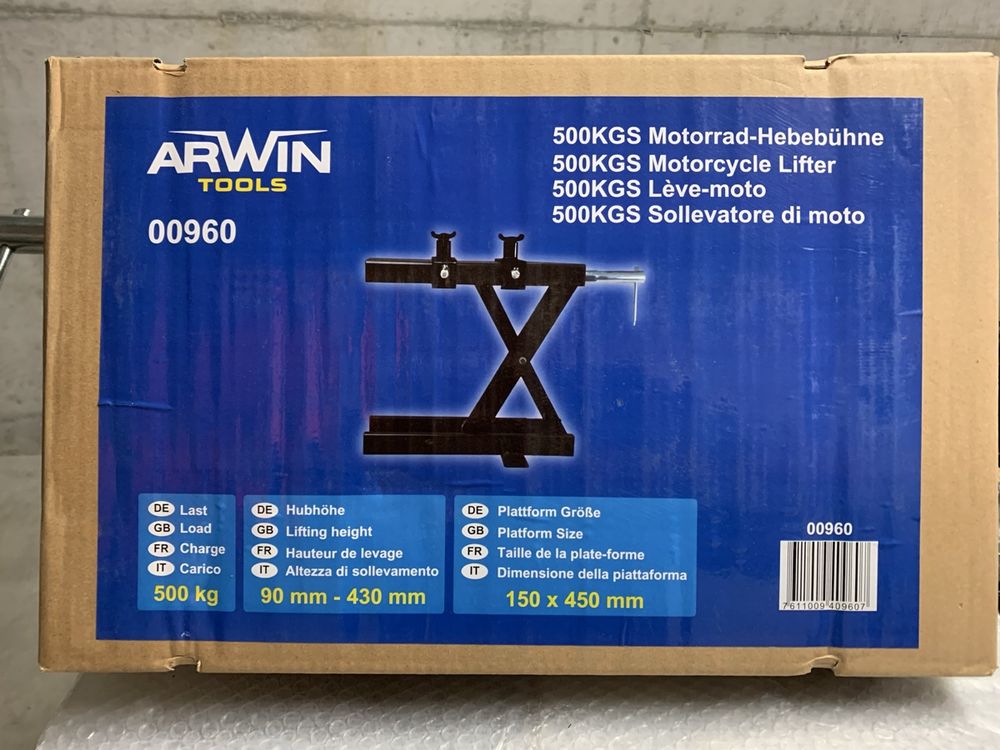 ARWIN
TOOLS
00960
500KGS Motorrad-Hebebühne
500KGS Motorcycle Lifter
500KGS Lève-moto
500KGS Sollevatore di moto
DE Last
GB Load
FR Charge
IT Carico
500 kg
DE Hubhöhe
GB Lifting height
FR Hauteur de levage
IT Altezza di sollevamento
90 mm - 430 mm
DE Plattform Größe
GB Platform Size
FR Taille de la plate-forme
IT Dimensione della piattaforma
150 x 450 mm
00960
7611009409607